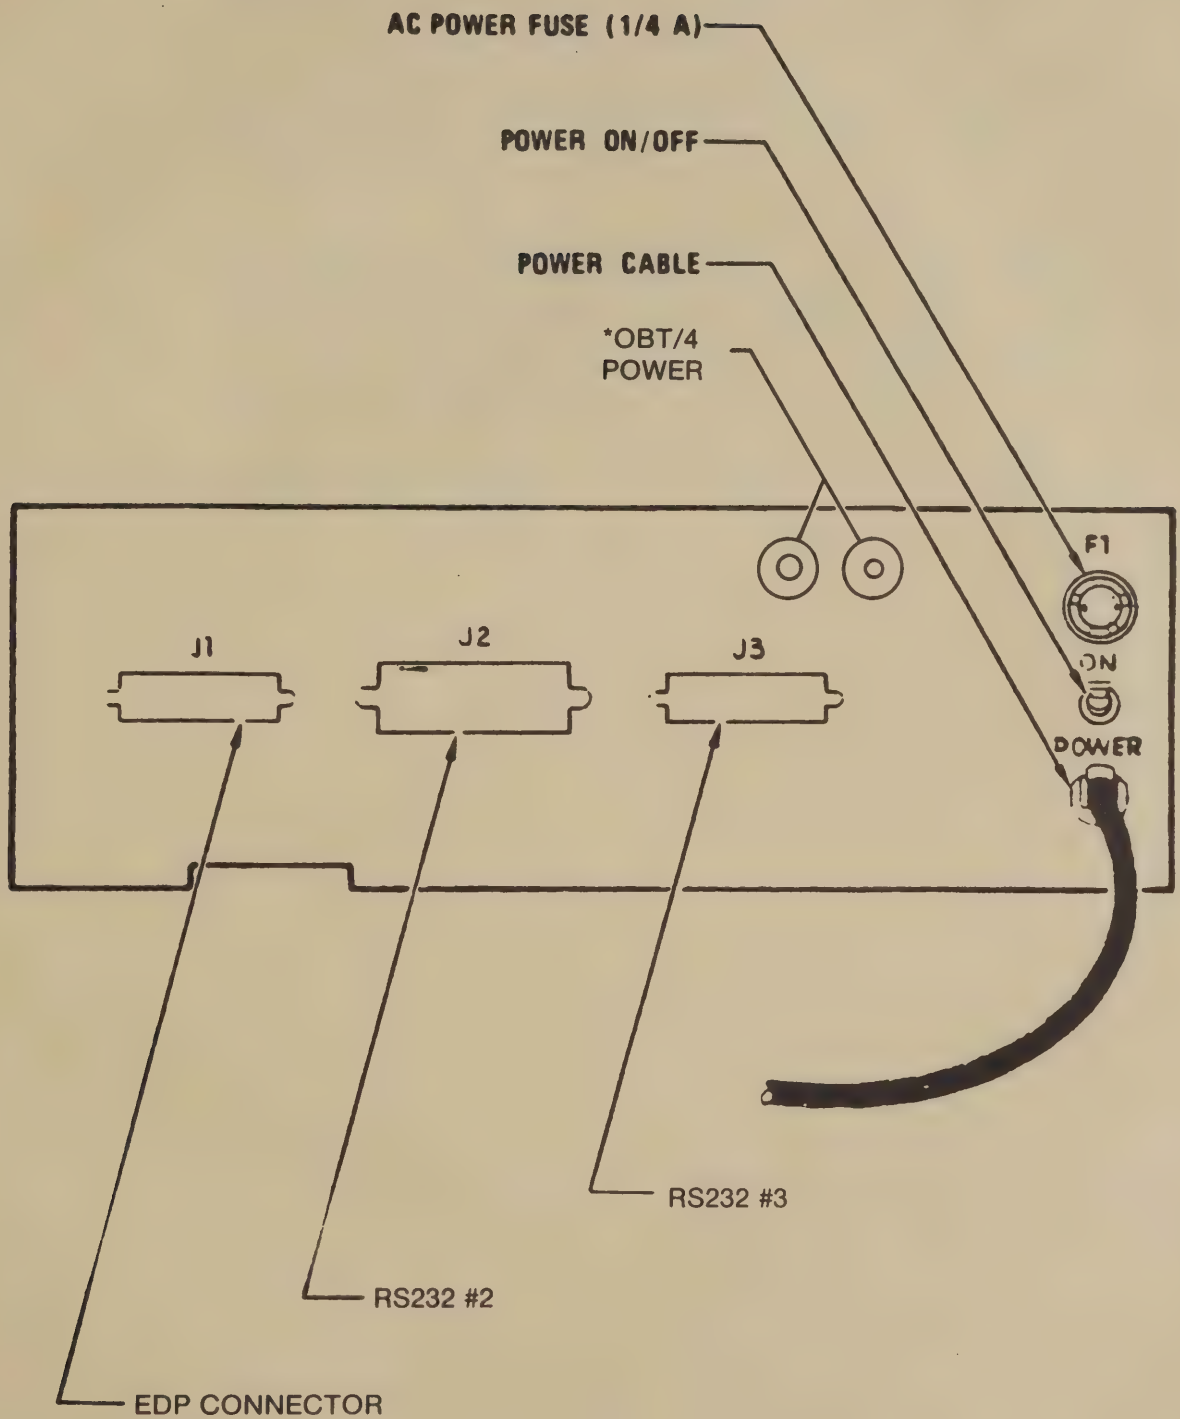 AC POWER FUSE (1/4 A)
POWER ON/OFF
POWER CABLE
*OBT/4
POWER
F1
J1
J2
J3
ON
POWER
RS232 #3
RS232 #2
EDP CONNECTOR